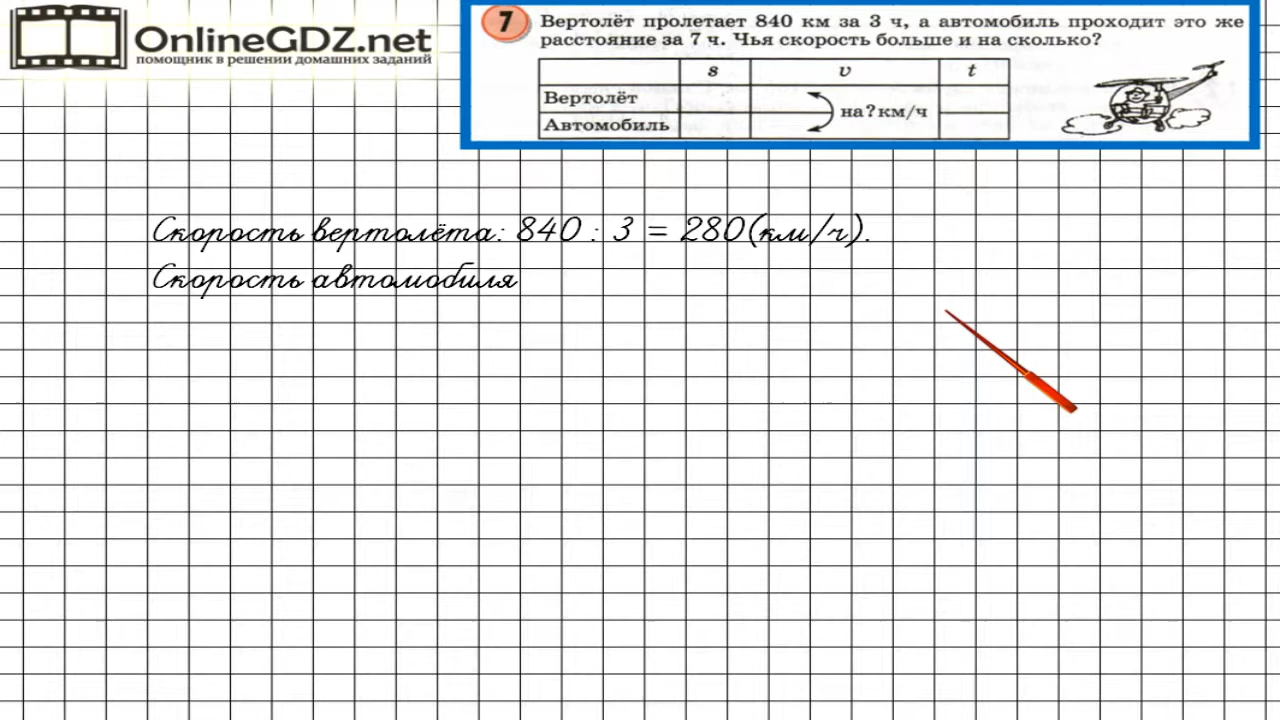 OnlineGDZ.net
помощник в решении домашних заданий
7 Вертолёт пролетает 840 км за 3 ч, а автомобиль проходит это же
расстояние за 7 ч. Чья скорость больше и на сколько?
s v t
Вертолёт
на ? км/ч
Автомобиль
Скорость вертолёта: 840 : 3 = 280(км/ч).
Скорость автомобиля